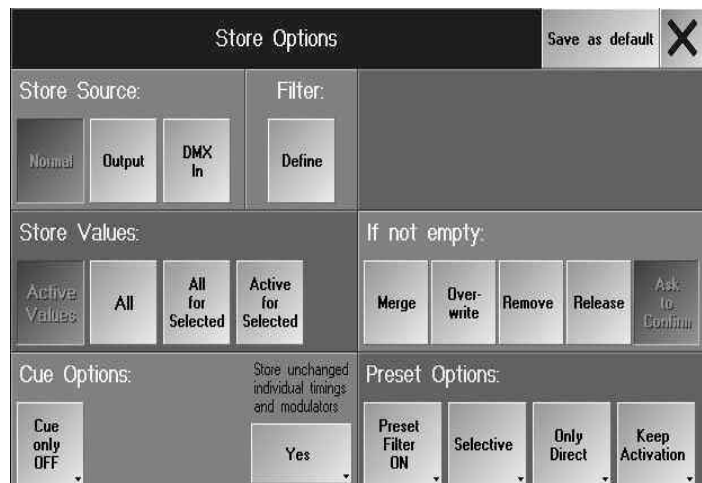 Store Options
Save as default
Store Source:
Filter:
Normal
Output
DMX
In
Define
Store Values:
If not empty:
Active
Values
All
All
for
Selected
Active
for
Selected
Merge
Over-
write
Remove
Release
Ask
to
Confirm
Cue Options:
Store unchanged
individual timings
and modulators
Preset Options:
Cue
only
OFF
Yes
Preset
Filter
ON
Selective
Only
Direct
Keep
Activation